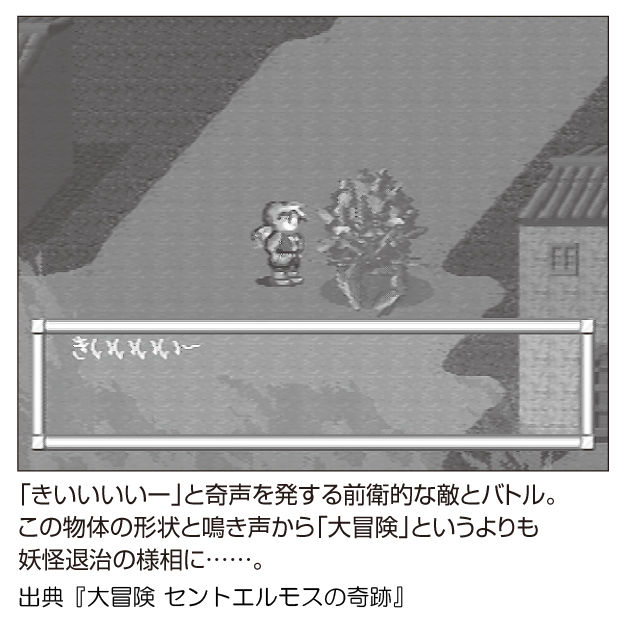 きいいいいー
「きいいいいー」と奇声を発する前衛的な敵とバトル。
この物体の形状と鳴き声から「大冒険」というよりも
妖怪退治の様相に……。
出典『大冒険 セントエルモスの奇跡』